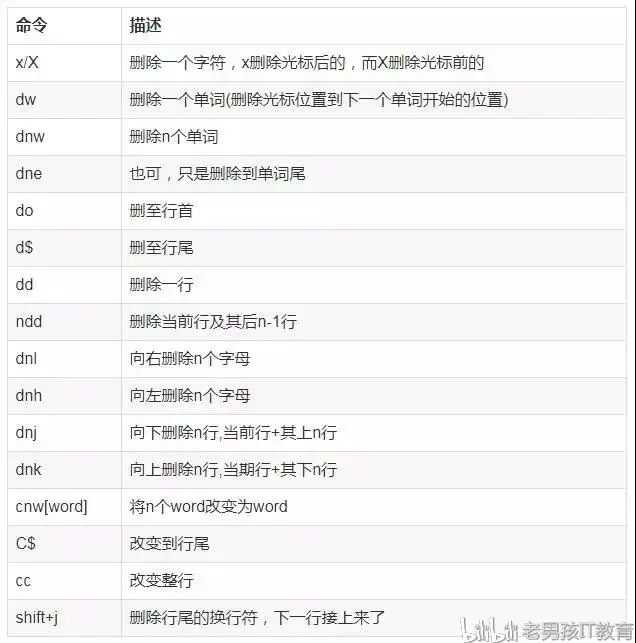 命令 描述
x/X 删除一个字符，x删除光标后的，而X删除光标前的
dw 删除一个单词(删除光标位置到下一个单词开始的位置)
dnw 删除n个单词
dne 也可，只是删除到单词尾
do 删至行首
d$ 删至行尾
dd 删除一行
ndd 删除当前行及其后n-1行
dnl 向右删除n个字母
dnh 向左删除n个字母
dnj 向下删除n行,当前行+其上n行
dnk 向上删除n行,当期行+其下n行
cnw[word] 将n个word改变为word
C$ 改变到行尾
cc 改变整行
shift+j 删除行尾的换行符，下一行接上来了
bilibili 老男孩IT教育